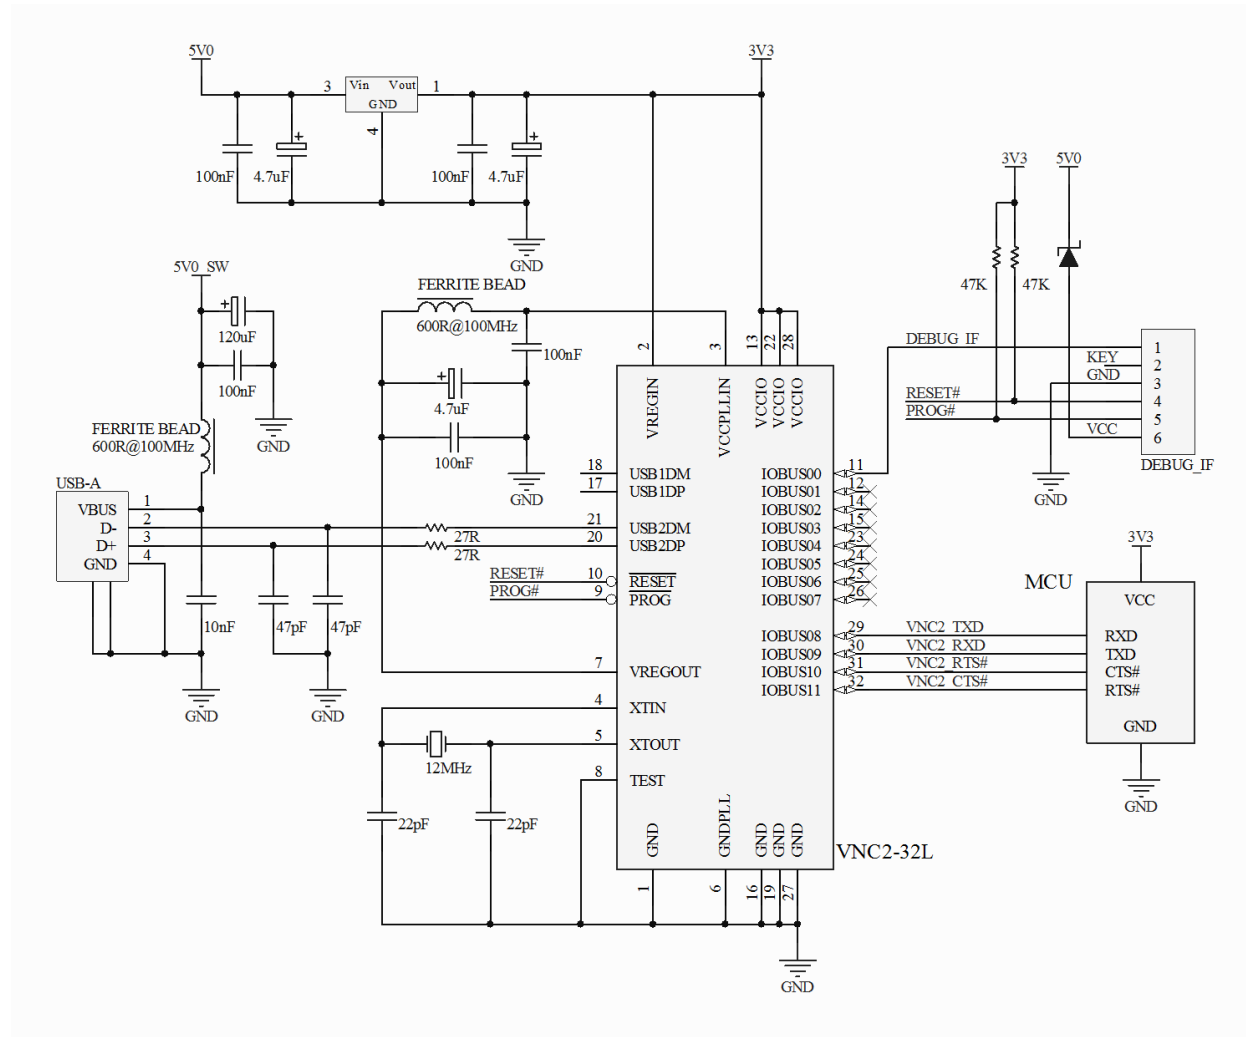 5V0
3V3
3
Vin
Vout
GND
1
4
100nF
4.7uF
100nF
4.7uF
GND
3V3
5V0
47K
47K
5V0_SW
120uF
100nF
GND
FERRITE BEAD
600R@100MHz
FERRITE BEAD
600R@100MHz
100nF
4.7uF
100nF
GND
2
3
13
22
28
VREGIN
VCCPLLIN
VCCIO
VCCIO
VCCIO
DEBUG_IF
KEY
GND
RESET#
PROG#
VCC
1
2
3
4
5
6
DEBUG_IF
GND
USB-A
VBUS
D-
D+
GND
1
2
3
4
27R
27R
10nF
47pF
47pF
GND
GND
18
USB1DM
17
USB1DP
21
USB2DM
20
USB2DP
RESET#
10
RESET
PROG#
9
PROG
7
VREGOUT
4
XTIN
5
XTOUT
8
TEST
12MHz
22pF
22pF
IOBUS00
11
IOBUS01
12
IOBUS02
14
IOBUS03
15
IOBUS04
23
IOBUS05
24
IOBUS06
25
IOBUS07
26
IOBUS08
29
VNC2_TXD
IOBUS09
30
VNC2_RXD
IOBUS10
31
VNC2_RTS#
IOBUS11
32
VNC2_CTS#
3V3
MCU
VCC
RXD
TXD
CTS#
RTS#
GND
GND
GND
GNDPLL
GND
GND
GND
VNC2-32L
1
6
16
19
27
GND